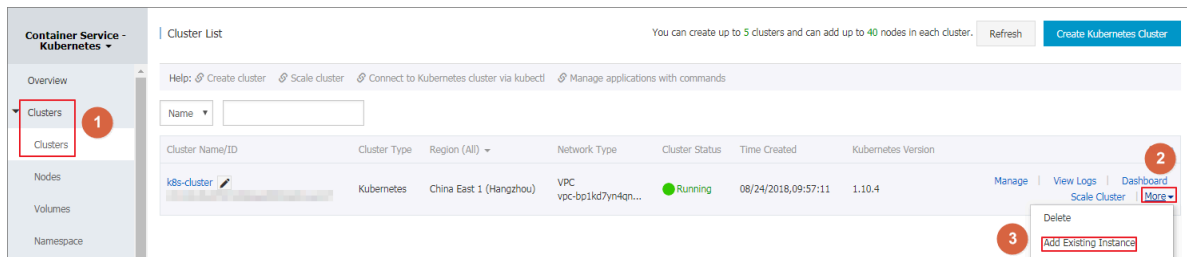 Container Service -
Kubernetes
Cluster List
You can create up to 5 clusters and can add up to 40 nodes in each cluster.
Refresh
Create Kubernetes Cluster
Overview
Clusters
Clusters
Nodes
Volumes
Namespace
1
Help: Create cluster Scale cluster Connect to Kubernetes cluster via kubectl Manage applications with commands
Name
Cluster Name/ID Cluster Type Region (All) Network Type Cluster Status Time Created Kubernetes Version
2
k8s-cluster
Kubernetes
China East 1 (Hangzhou)
VPC
vpc-bp1kd7yn4qn...
Running
08/24/2018,09:57:11
1.10.4
Manage | View Logs | Dashboard
Scale Cluster | More
Delete
3
Add Existing Instance